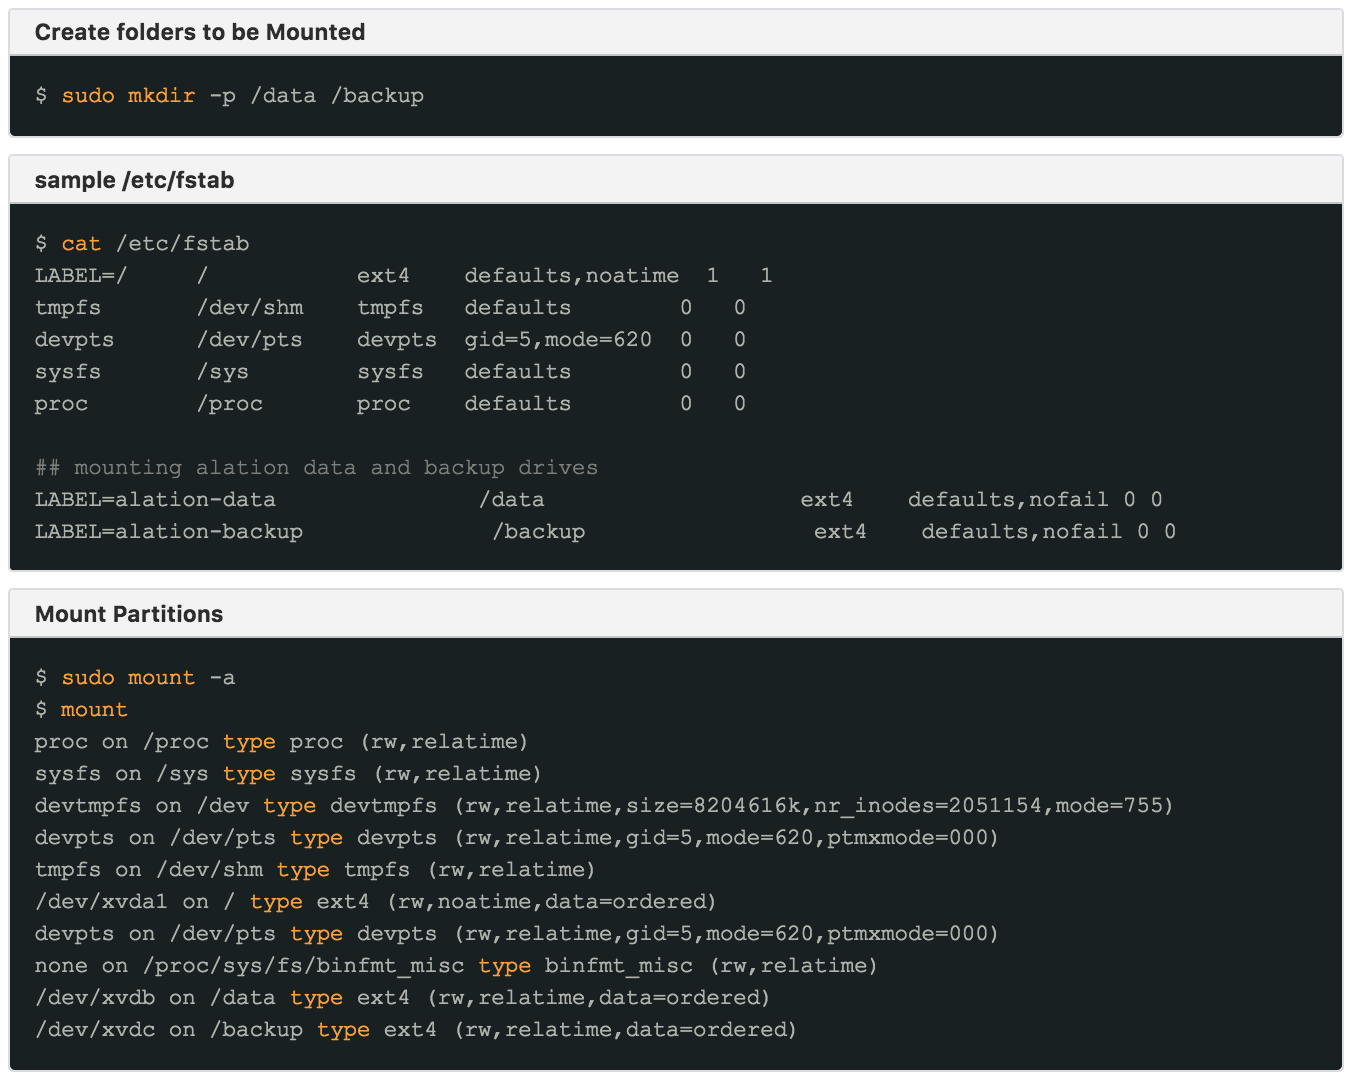 Create folders to be Mounted
$ sudo mkdir -p /data /backup
sample /etc/fstab
$ cat /etc/fstab
LABEL=/     /           ext4    defaults,noatime  1   1
tmpfs       /dev/shm    tmpfs   defaults        0   0
devpts      /dev/pts    devpts  gid=5,mode=620  0   0
sysfs       /sys        sysfs   defaults        0   0
proc        /proc       proc    defaults        0   0
## mounting alation data and backup drives
LABEL=alation-data               /data                   ext4    defaults,nofail 0 0
LABEL=alation-backup              /backup                 ext4    defaults,nofail 0 0
Mount Partitions
$ sudo mount -a
$ mount
proc on /proc type proc (rw,relatime)
sysfs on /sys type sysfs (rw,relatime)
devtmpfs on /dev type devtmpfs (rw,relatime,size=8204616k,nr_inodes=2051154,mode=755)
devpts on /dev/pts type devpts (rw,relatime,gid=5,mode=620,ptmxmode=000)
tmpfs on /dev/shm type tmpfs (rw,relatime)
/dev/xvda1 on / type ext4 (rw,noatime,data=ordered)
devpts on /dev/pts type devpts (rw,relatime,gid=5,mode=620,ptmxmode=000)
none on /proc/sys/fs/binfmt_misc type binfmt_misc (rw,relatime)
/dev/xvdb on /data type ext4 (rw,relatime,data=ordered)
/dev/xvdc on /backup type ext4 (rw,relatime,data=ordered)